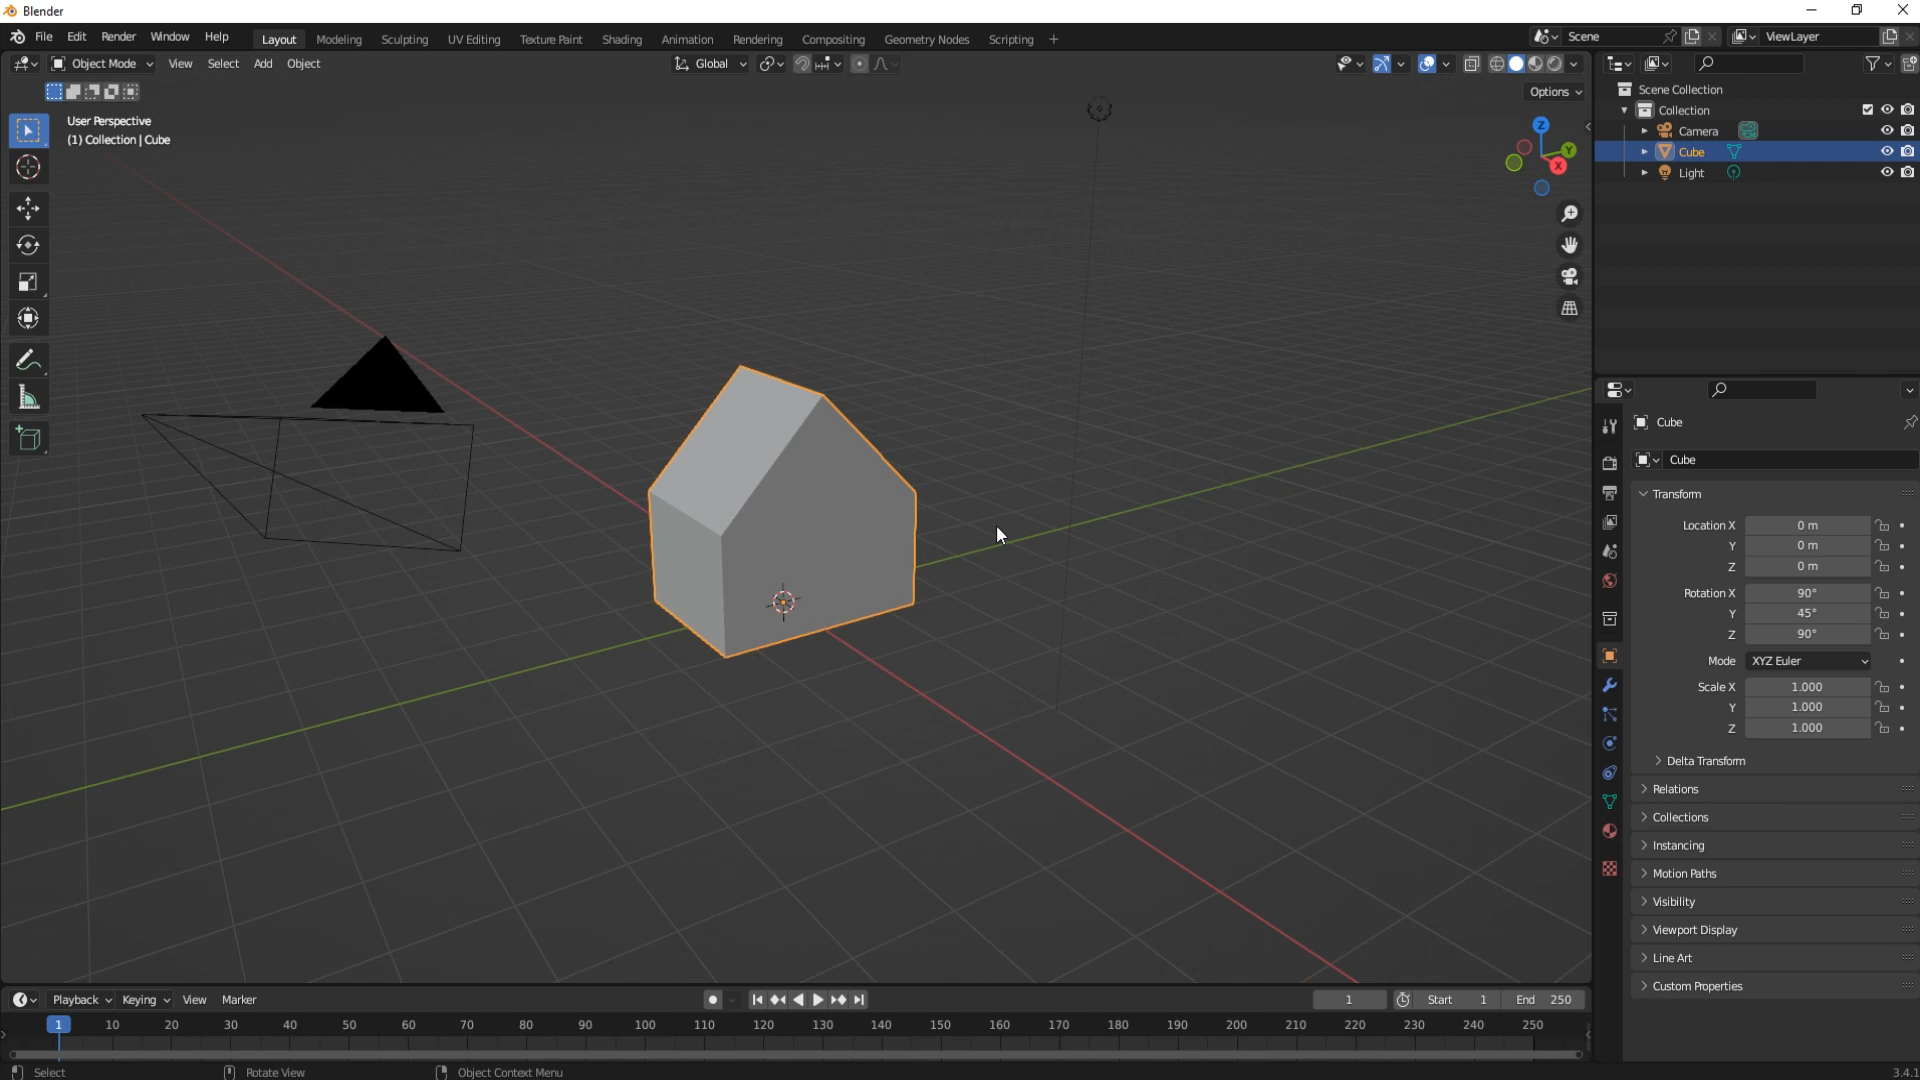 Blender
File Edit Render Window Help Layout Modeling Sculpting UV Editing Texture Paint Shading Animation Rendering Compositing Geometry Nodes Scripting + Scene ViewLayer
Object Mode View Select Add Object Global
Options
User Perspective
(1) Collection | Cube
Z
Y
X
Scene Collection
Collection
Camera
Cube
Light
Cube
Cube
Transform
Location X 0 m
Y 0 m
Z 0 m
Rotation X 90°
Y 45°
Z 90°
Mode XYZ Euler
Scale X 1.000
Y 1.000
Z 1.000
Delta Transform
Relations
Collections
Instancing
Motion Paths
Visibility
Viewport Display
Line Art
Custom Properties
Playback Keying View Marker 1 Start 1 End 250
1 10 20 30 40 50 60 70 80 90 100 110 120 130 140 150 160 170 180 190 200 210 220 230 240 250
Select Rotate View Object Context Menu 3.4.1